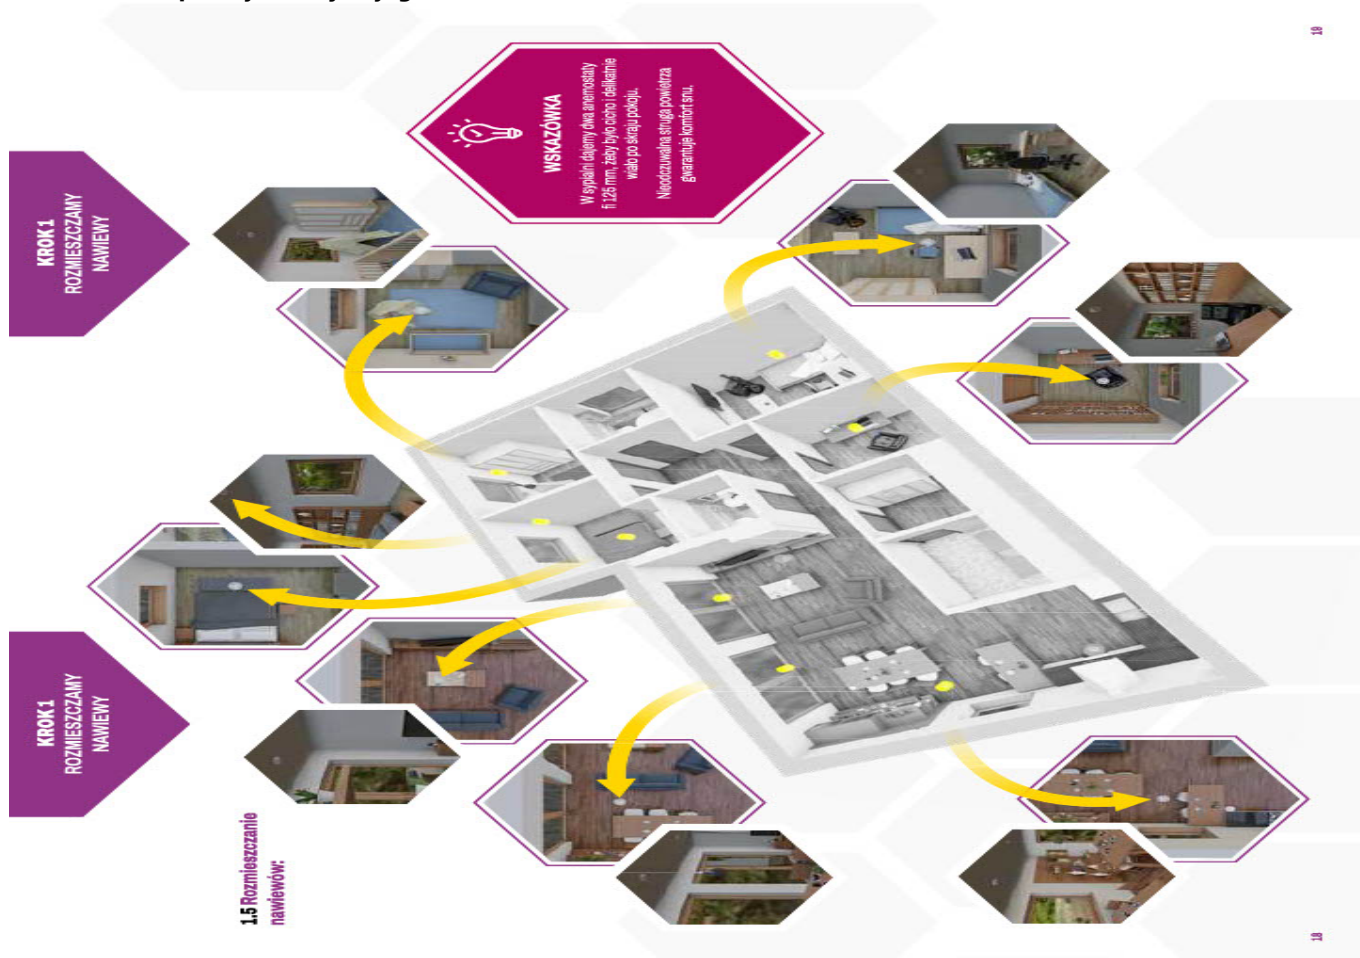 KROK 1
ROZMIESZCZAMY
NAWIEWY
1.5 Rozmieszczanie
nawiewów:
18
KROK 1
ROZMIESZCZAMY
NAWIEWY
WSKAZÓWKA
W sypialni dajemy dwa anemostaty
fi 125 mm, żeby było cicho i delikatnie
wiało po skraju pokoju.
Nieodczuwalna struga powietrza
gwarantuje komfort snu.
19